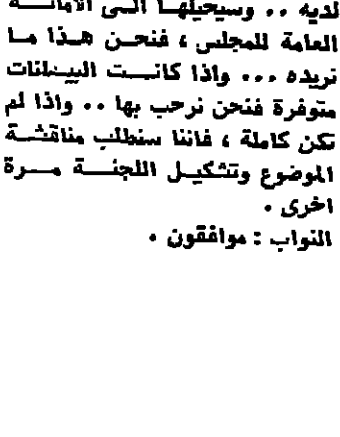 لديه .. وسيحيلها الى الامانة
العامة للمجلس ، فنحن هذا ما
نريده ... واذا كانت البيانات
متوفرة فنحن نرحب بها .. واذا لم
تكن كاملة ، فاننا سنطلب مناقشة
الموضوع وتشكيل اللجنة مرة
اخرى .
النواب : موافقون .